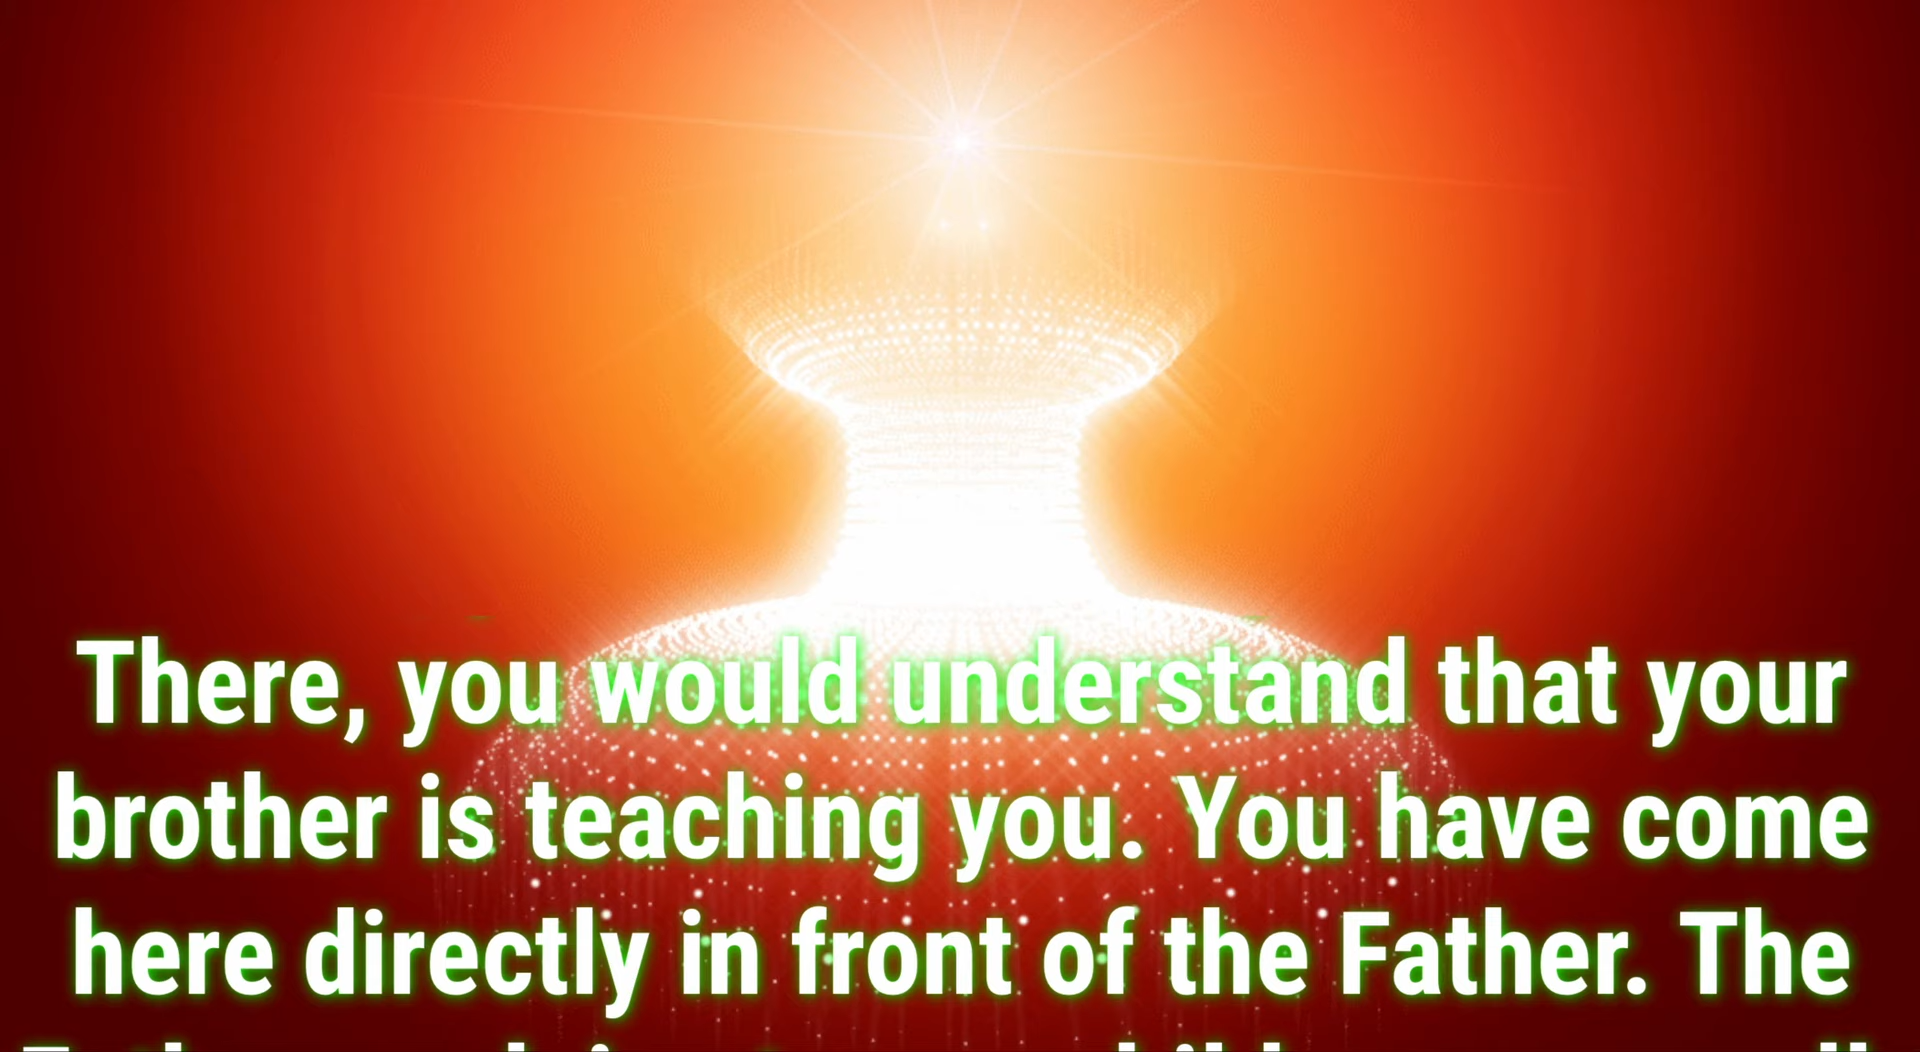 There, you would understand that your
brother is teaching you. You have come
here directly in front of the Father. The